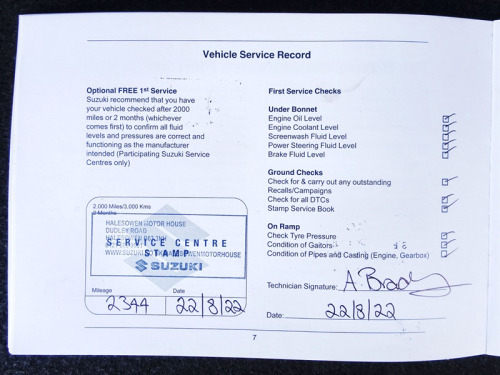 Vehicle Service Record
Optional FREE 1st Service
Suzuki recommend that you have
your vehicle checked after 2000
miles or 2 months (whichever
comes first) to confirm all fluid
levels and pressures are correct and
functioning as the manufacturer
intended (Participating Suzuki Service
Centres only)
2,000 Miles/3,000 Kms
2 Months
HALESOWEN MOTOR HOUSE
DUDLEY ROAD
HALESOWEN
SERVICE CENTRE
STAMP
SUZUKI
Mileage Date
2344 22/8/22
First Service Checks
Under Bonnet
Engine Oil Level
Engine Coolant Level
Screenwash Fluid Level
Power Steering Fluid Level
Brake Fluid Level
Ground Checks
Check for & carry out any outstanding
Recalls/Campaigns
Check for all DTCs
Stamp Service Book
On Ramp
Check Tyre Pressure
Condition of Gaitors
Condition of Pipes and Casting (Engine, Gearbox)
Technician Signature: A. Brady
Date: 22/8/22
7